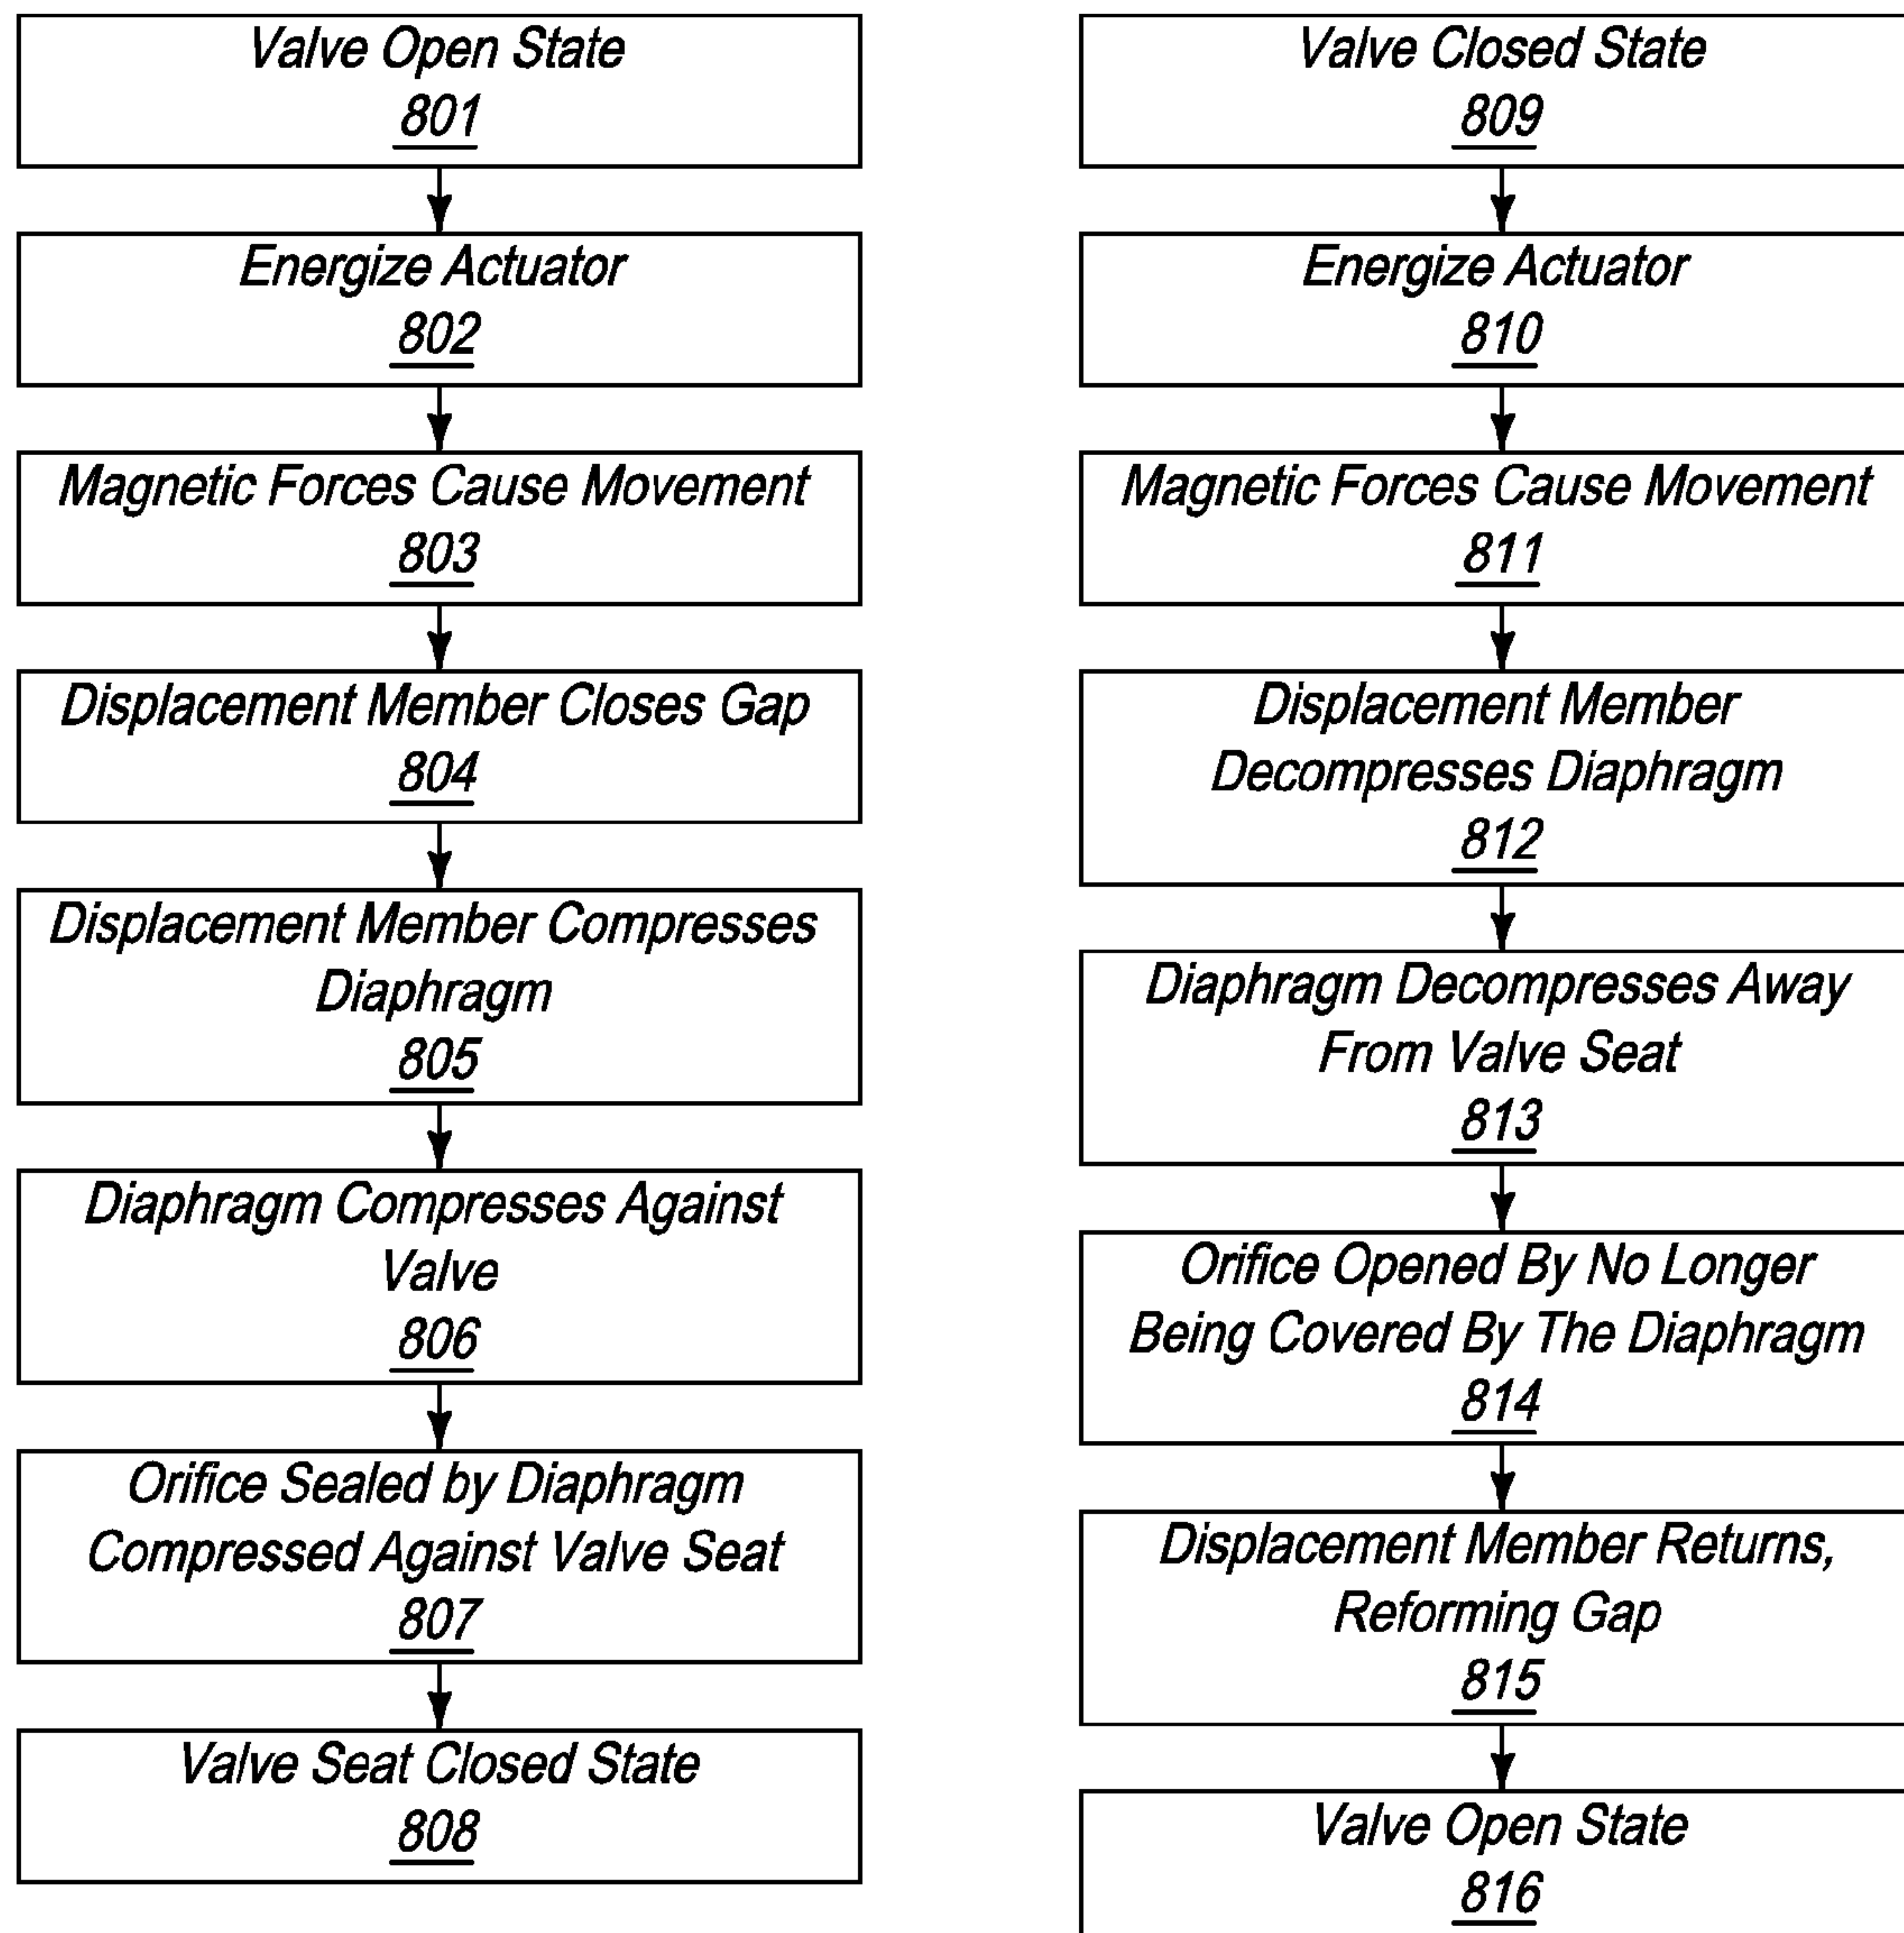 Valve Open State
801
Energize Actuator
802
Magnetic Forces Cause Movement
803
Displacement Member Closes Gap
804
Displacement Member Compresses
Diaphragm
805
Diaphragm Compresses Against
Valve
806
Orifice Sealed by Diaphragm
Compressed Against Valve Seat
807
Valve Seat Closed State
808
Valve Closed State
809
Energize Actuator
810
Magnetic Forces Cause Movement
811
Displacement Member
Decompresses Diaphragm
812
Diaphragm Decompresses Away
From Valve Seat
813
Orifice Opened By No Longer
Being Covered By The Diaphragm
814
Displacement Member Returns,
Reforming Gap
815
Valve Open State
816